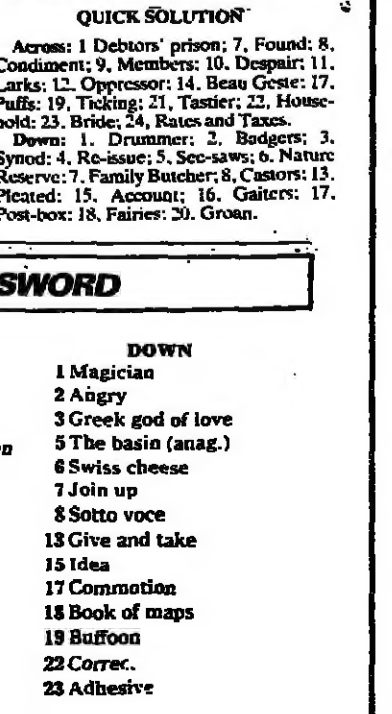 QUICK SOLUTION
Across: 1 Debtors' prison; 7, Found; 8,
Condiment; 9, Members; 10. Despair; 11.
Larks; 12. Oppressor; 14. Beau Geste; 17.
Puffs; 19, Ticking; 21, Tastier; 22, House-
hold; 23. Bride; 24, Rates and Taxes.
Down: 1. Drummer; 2. Badgers; 3.
Synod; 4. Re-issue; 5. See-saws; 6. Nature
Reserve; 7. Family Butcher; 8, Castors; 13.
Pleated; 15. Account; 16. Gaiters; 17.
Post-box; 18, Fairies; 20. Groan.
SWORD
DOWN
1 Magician
2 Angry
3 Greek god of love
5 The basin (anag.)
6 Swiss cheese
7 Join up
8 Sotto voce
13 Give and take
15 Idea
17 Commotion
18 Book of maps
19 Buffoon
22 Correc..
23 Adhesive